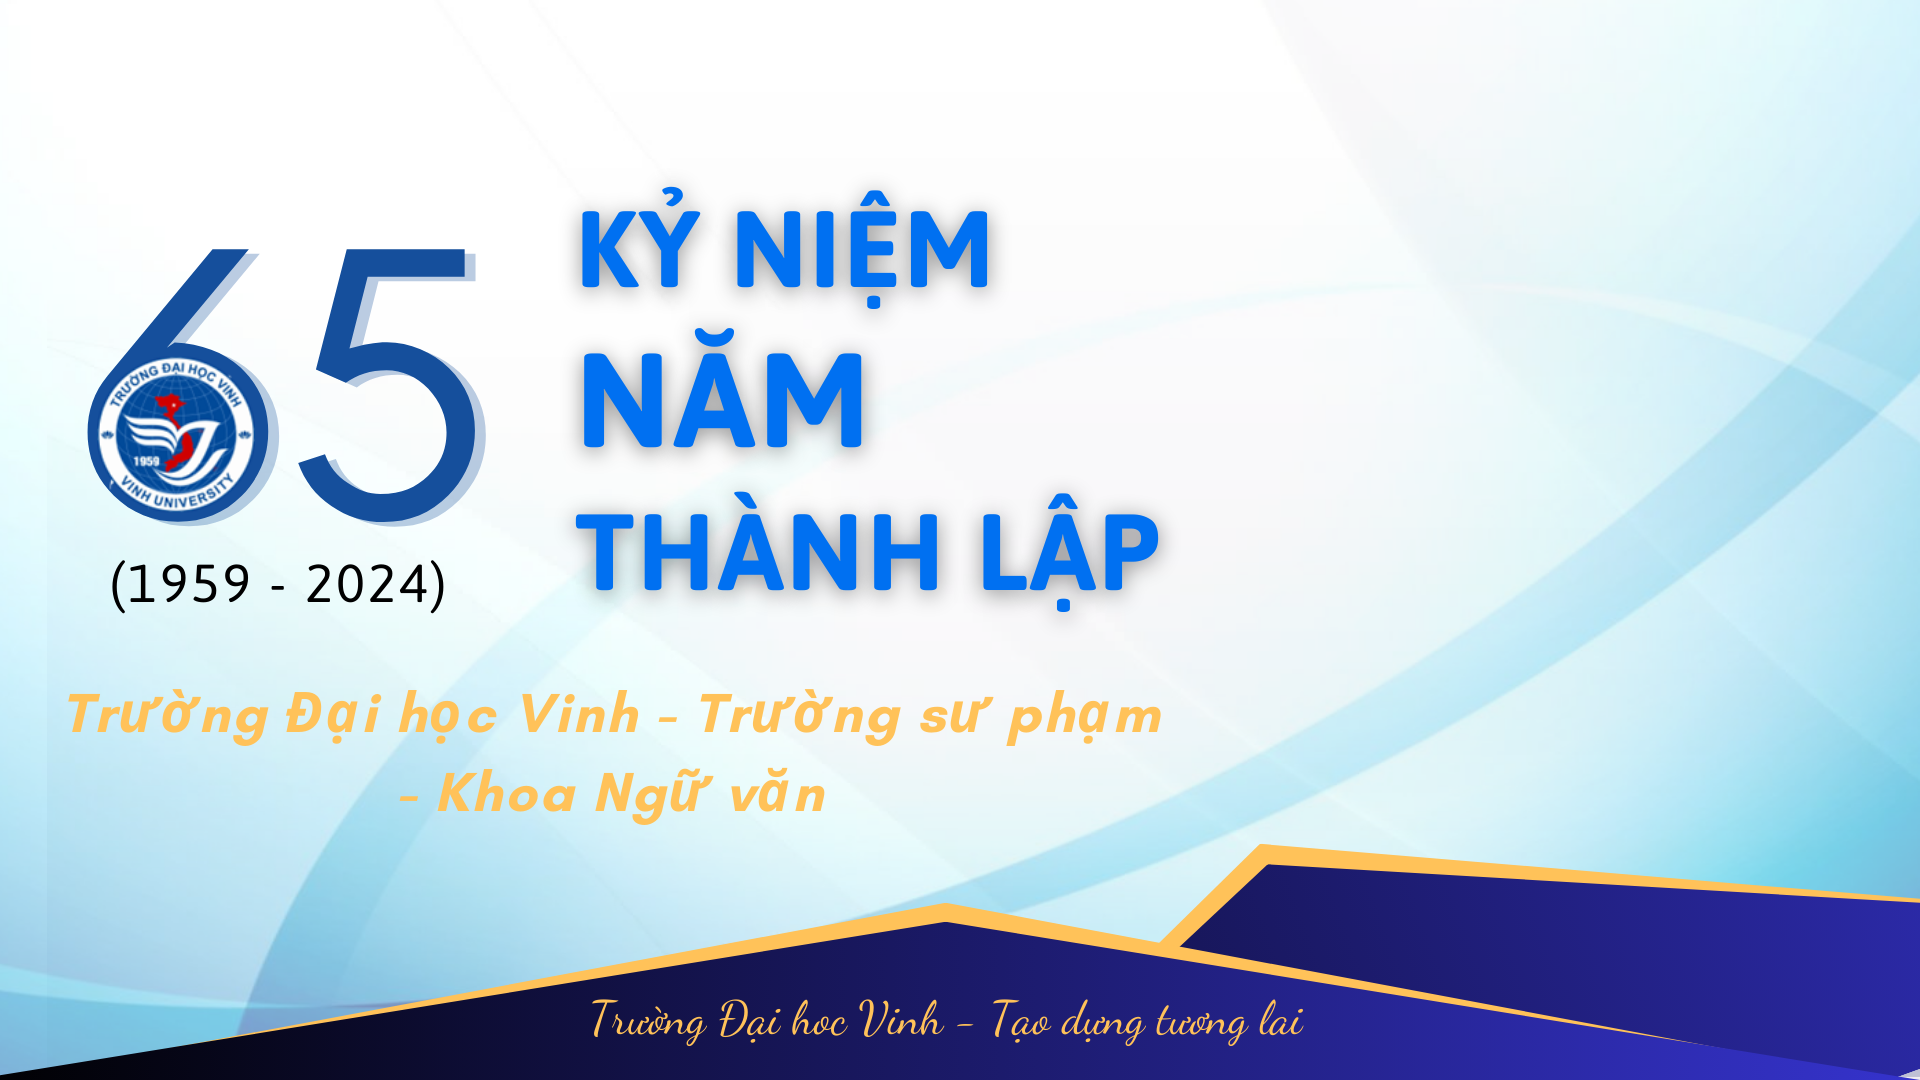 65
TRƯỜNG ĐẠI HỌC VINH
1959
VINH UNIVERSITY
(1959 - 2024)
KỶ NIỆM
NĂM
THÀNH LẬP
Trường Đại học Vinh - Trường sư phạm
- Khoa Ngữ văn
Trường Đại học Vinh - Tạo dựng tương lai